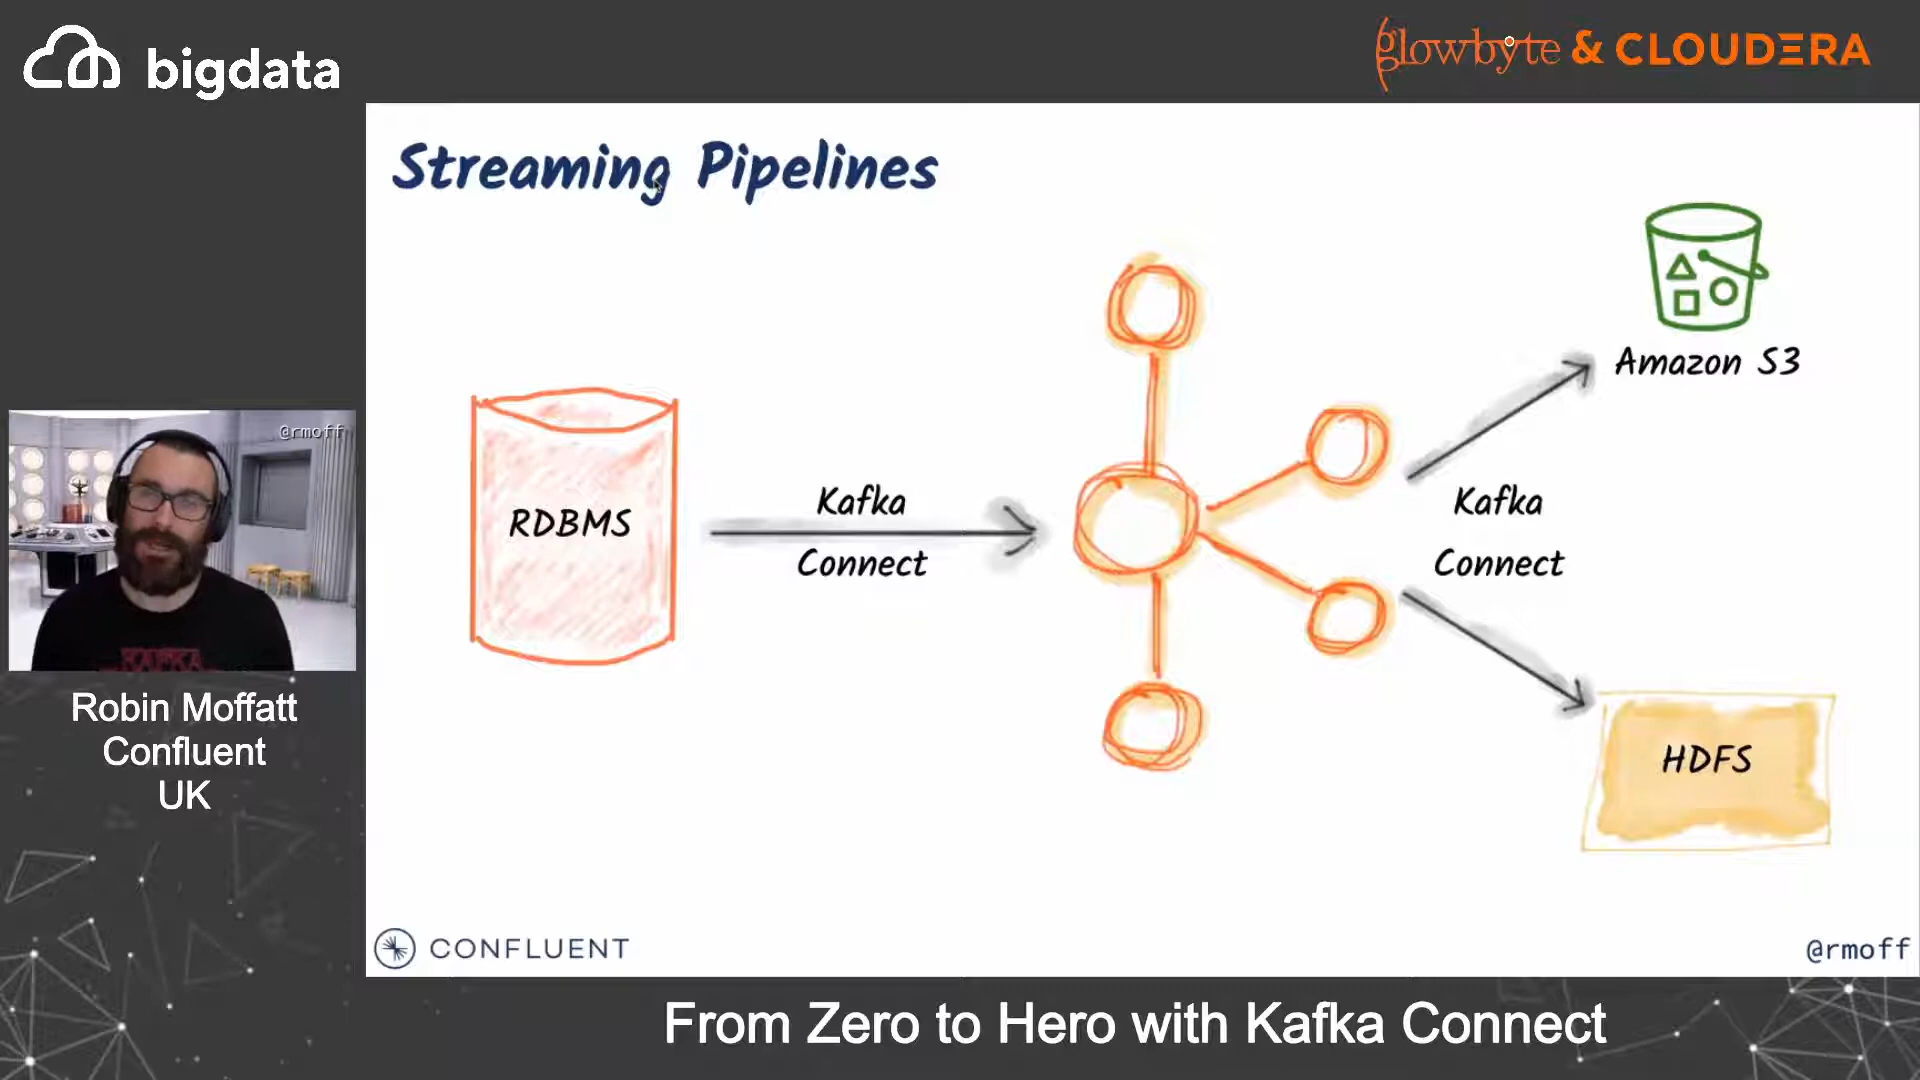 bigdata
glowbyte & CLOUDERA
Streaming Pipelines
Amazon S3
RDBMS
Kafka
Connect
Kafka
Connect
HDFS
@rmoff
KAFKA
Robin Moffatt
Confluent
UK
CONFLUENT
@rmoff
From Zero to Hero with Kafka Connect